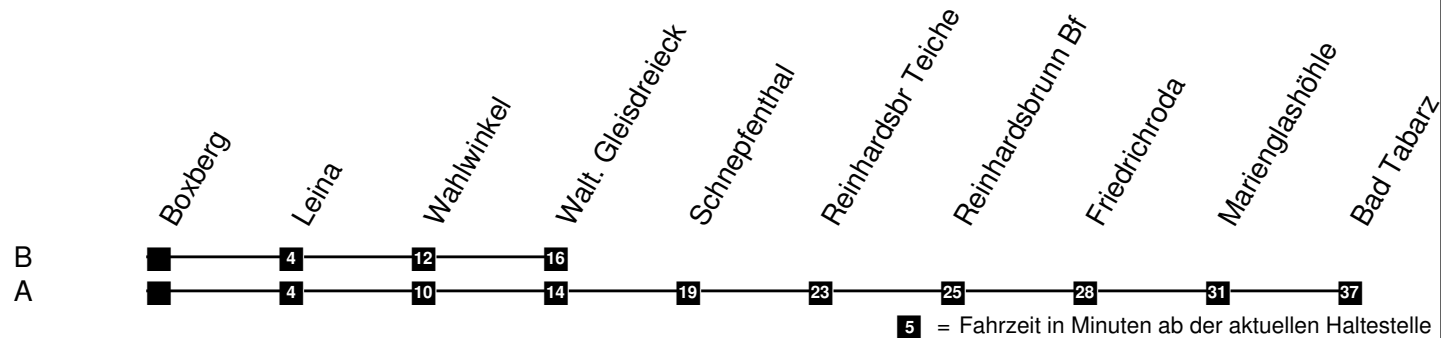 Boxberg
Leina
Wahlwinkel
Walt. Gleisdreieck
Schnepfenthal
Reinhardsbr Teiche
Reinhardsbrunn Bf
Friedrichroda
Marienglashöhle
Bad Tabarz
B 4 12 16
A 4 10 14 19 23 25 28 31 37
5 = Fahrzeit in Minuten ab der aktuellen Haltestelle